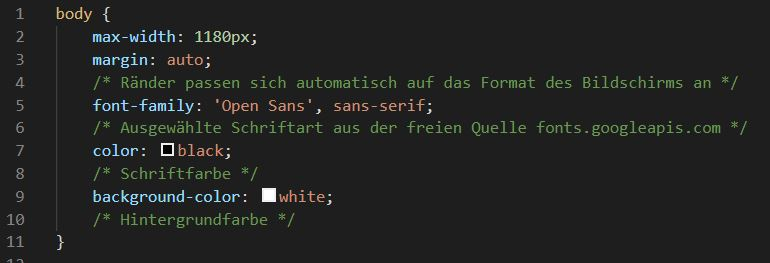 1 body {
2 max-width: 1180px;
3 margin: auto;
4 /* Ränder passen sich automatisch auf das Format des Bildschirms an */
5 font-family: 'Open Sans', sans-serif;
6 /* Ausgewählte Schriftart aus der freien Quelle fonts.googleapis.com */
7 color: black;
8 /* Schriftfarbe */
9 background-color: white;
10 /* Hintergrundfarbe */
11 }